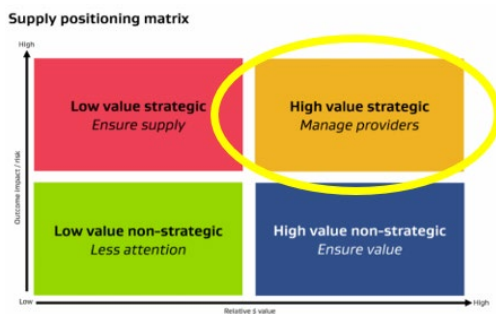 Supply positioning matrix
High
Low value strategic
Ensure supply
High value strategic
Manage providers
Outcome impact / risk
Low value non-strategic
Less attention
High value non-strategic
Ensure value
Low
High
Relative $ value